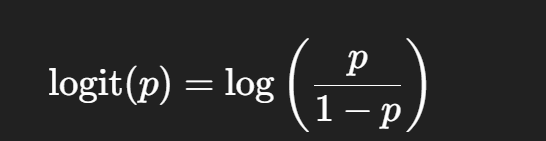 logit(p) = log(p / (1 − p))